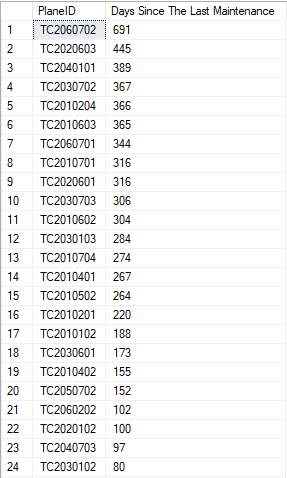 PlaneID Days Since The Last Maintenance
1 TC2060702 691
2 TC2020603 445
3 TC2040101 389
4 TC2030702 367
5 TC2010204 366
6 TC2010603 365
7 TC2060701 344
8 TC2010701 316
9 TC2020601 316
10 TC2030703 306
11 TC2010602 304
12 TC2030103 284
13 TC2010704 274
14 TC2010401 267
15 TC2010502 264
16 TC2010201 220
17 TC2010102 188
18 TC2030601 173
19 TC2010402 155
20 TC2050702 152
21 TC2060202 102
22 TC2020102 100
23 TC2040703 97
24 TC2030102 80